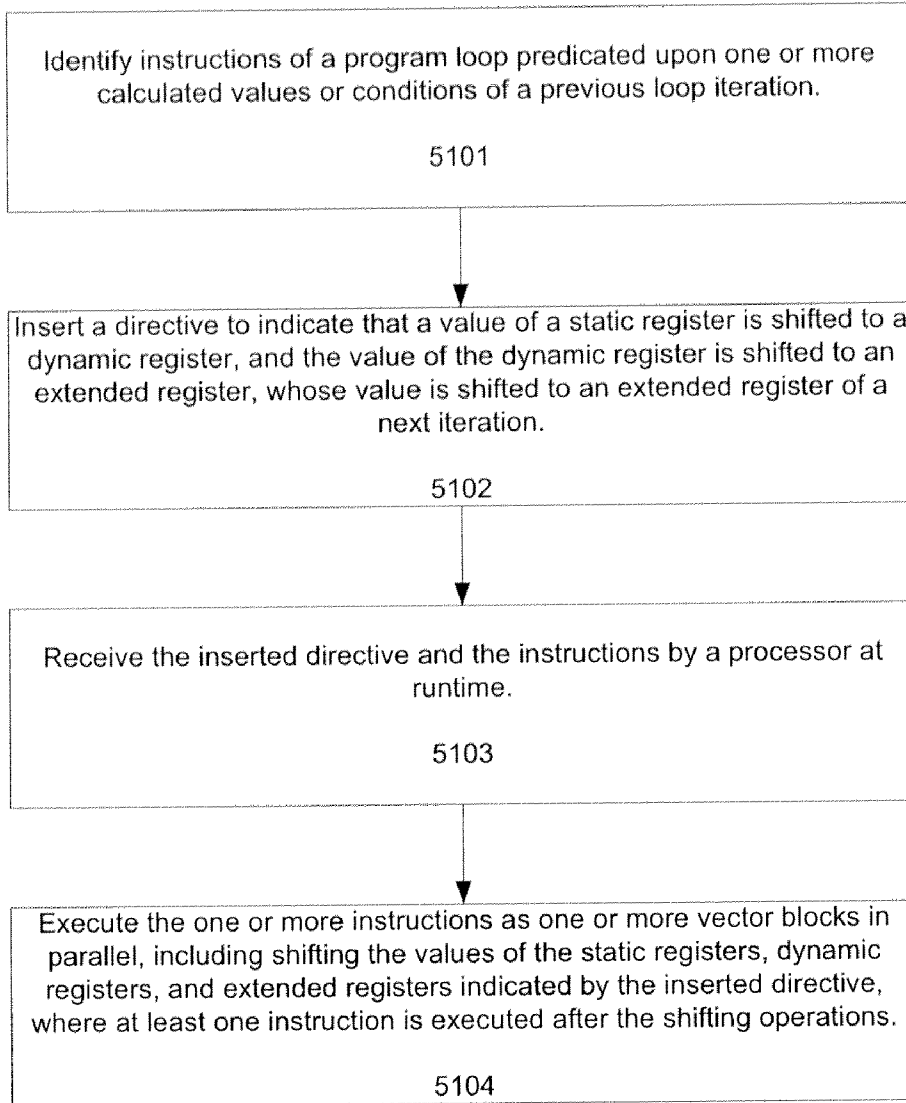 Identify instructions of a program loop predicated upon one or more
calculated values or conditions of a previous loop iteration.
5101
Insert a directive to indicate that a value of a static register is shifted to a
dynamic register, and the value of the dynamic register is shifted to an
extended register, whose value is shifted to an extended register of a
next iteration.
5102
Receive the inserted directive and the instructions by a processor at
runtime.
5103
Execute the one or more instructions as one or more vector blocks in
parallel, including shifting the values of the static registers, dynamic
registers, and extended registers indicated by the inserted directive,
where at least one instruction is executed after the shifting operations.
5104